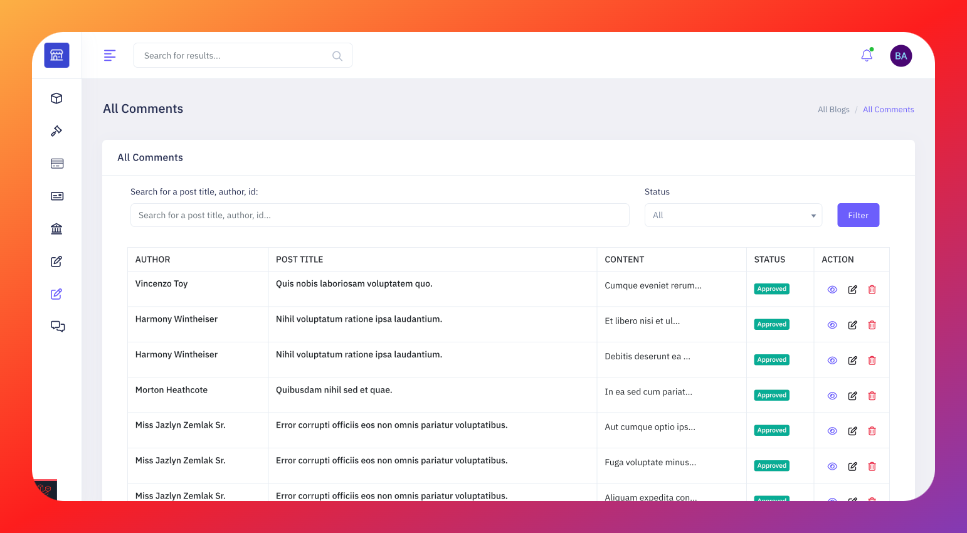 Search for results...
BA
All Comments
All Blogs / All Comments
All Comments
Search for a post title, author, id:
Status
Search for a post title, author, id...
All
Filter
AUTHOR POST TITLE CONTENT STATUS ACTION
Vincenzo Toy Quis nobis laboriosam voluptatem quo. Cumque eveniet rerum... Approved
Harmony Wintheiser Nihil voluptatum ratione ipsa laudantium. Et libero nisi et ul... Approved
Harmony Wintheiser Nihil voluptatum ratione ipsa laudantium. Debitis deserunt ea ... Approved
Morton Heathcote Quibusdam nihil sed et quae. In ea sed cum pariat... Approved
Miss Jazlyn Zemlak Sr. Error corrupti officiis eos non omnis pariatur voluptatibus. Aut cumque optio ips... Approved
Miss Jazlyn Zemlak Sr. Error corrupti officiis eos non omnis pariatur voluptatibus. Fuga voluptate minus... Approved
Miss Jazlyn Zemlak Sr. Error corrupti officiis eos non omnis pariatur voluptatibus. Aliquam expedita con... Approved